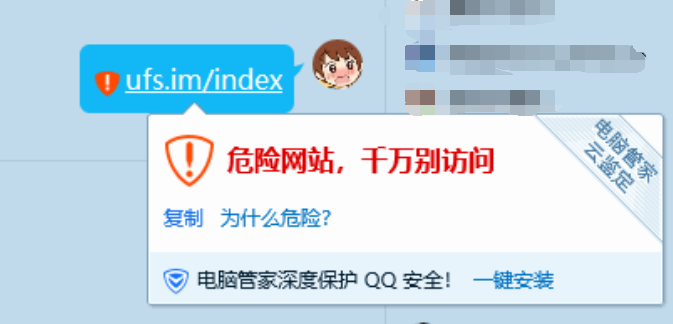 ufs.im/index
电脑管家
云鉴定
危险网站，千万别访问
复制 为什么危险?
电脑管家深度保护 QQ 安全! 一键安装